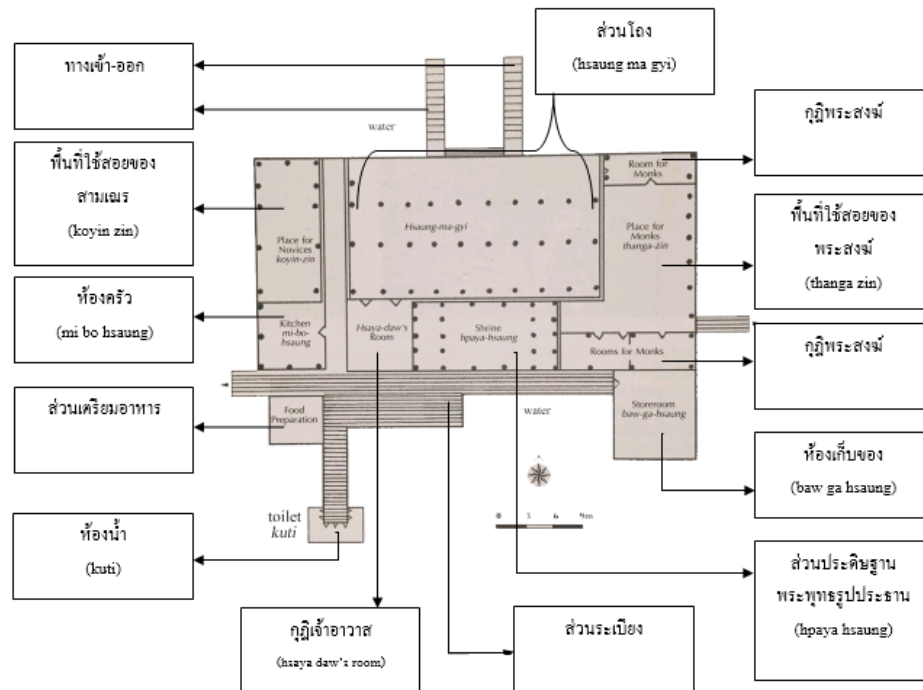 ส่วนโถง
(hsaung ma gyi)
ทางเข้า-ออก
พื้นที่ใช้สอยของ
สามเณร
(koyin zin)
ห้องครัว
(mi bo hsaung)
ส่วนเตรียมอาหาร
ห้องน้ำ
(kuti)
กุฏิพระสงฆ์
พื้นที่ใช้สอยของ
พระสงฆ์
(thanga zin)
กุฏิพระสงฆ์
ห้องเก็บของ
(baw ga hsaung)
ส่วนประดิษฐาน
พระพุทธรูปประธาน
(hpaya hsaung)
กุฏิเจ้าอาวาส
(hsaya daw's room)
ส่วนระเบียง
water
Room for
Monks
Place for
Novices
koyin-zin
Hsaung-ma-gyi
Place for
Monks
thanga-zin
Kitchen
mi-bo-
hsaung
Hsaya-daw's
Room
Shrine
hpaya-hsaung
Rooms for Monks
Food
Preparation
water
Storeroom
baw-ga-hsaung
toilet
kuti
0 3 6 9m